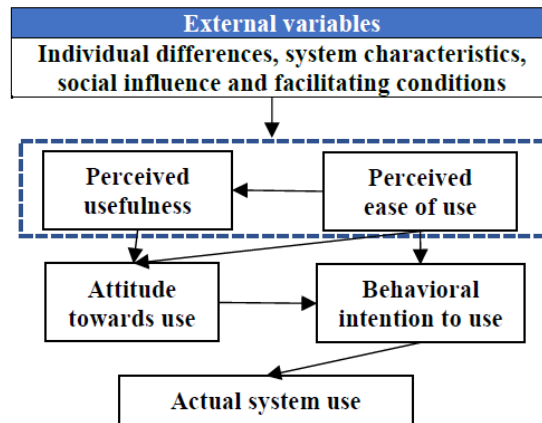 External variables
Individual differences, system characteristics,
social influence and facilitating conditions
Perceived
usefulness
Perceived
ease of use
Attitude
towards use
Behavioral
intention to use
Actual system use